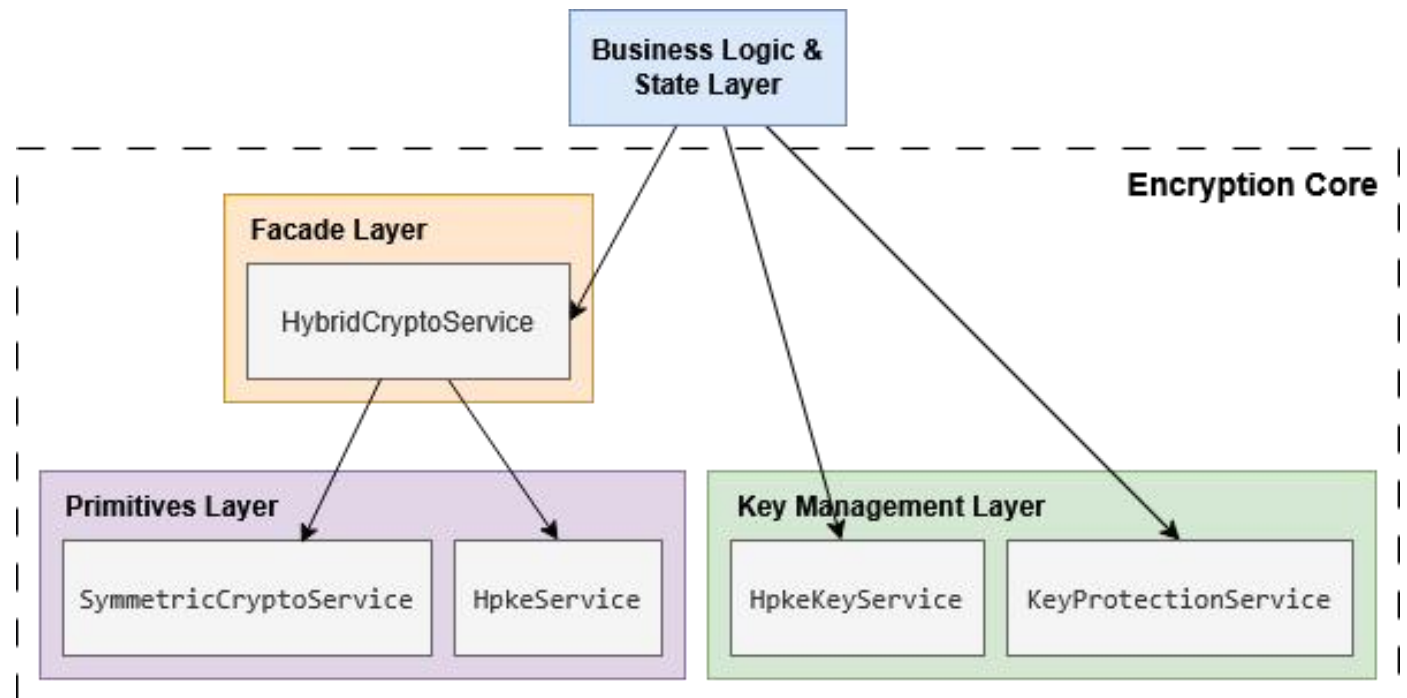 Business Logic &
State Layer
Encryption Core
Facade Layer
HybridCryptoService
Primitives Layer
SymmetricCryptoService
HpkeService
Key Management Layer
HpkeKeyService
KeyProtectionService